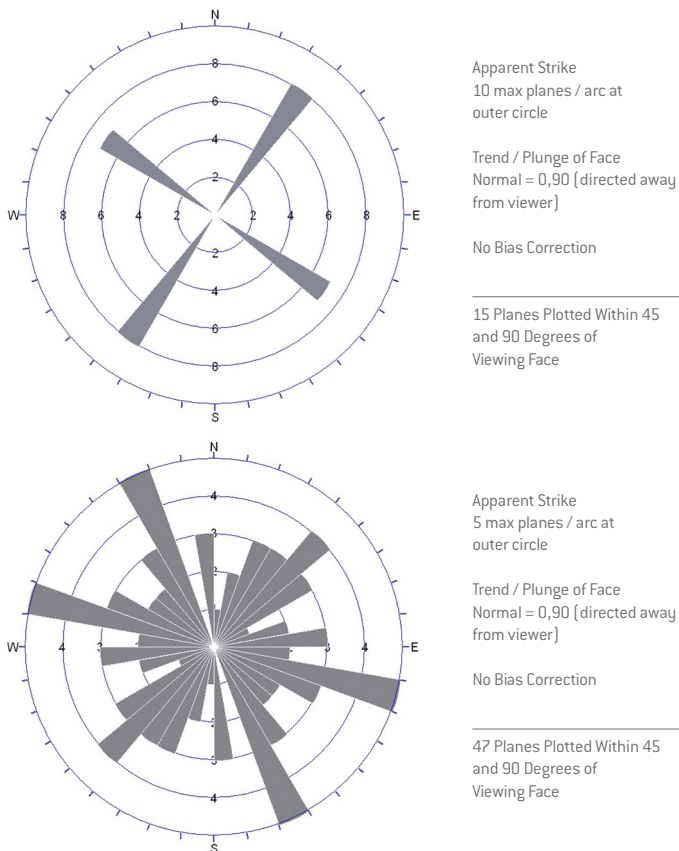 N
8
6
4
2
W 8 6 4 2 2 4 6 8 E
2
4
6
8
S
Apparent Strike
10 max planes / arc at
outer circle
Trend / Plunge of Face
Normal = 0,90 (directed away
from viewer)
No Bias Correction
15 Planes Plotted Within 45
and 90 Degrees of
Viewing Face
N
4
3
2
1
W 4 3 3 4 E
2
3
4
S
Apparent Strike
5 max planes / arc at
outer circle
Trend / Plunge of Face
Normal = 0,90 (directed away
from viewer)
No Bias Correction
47 Planes Plotted Within 45
and 90 Degrees of
Viewing Face